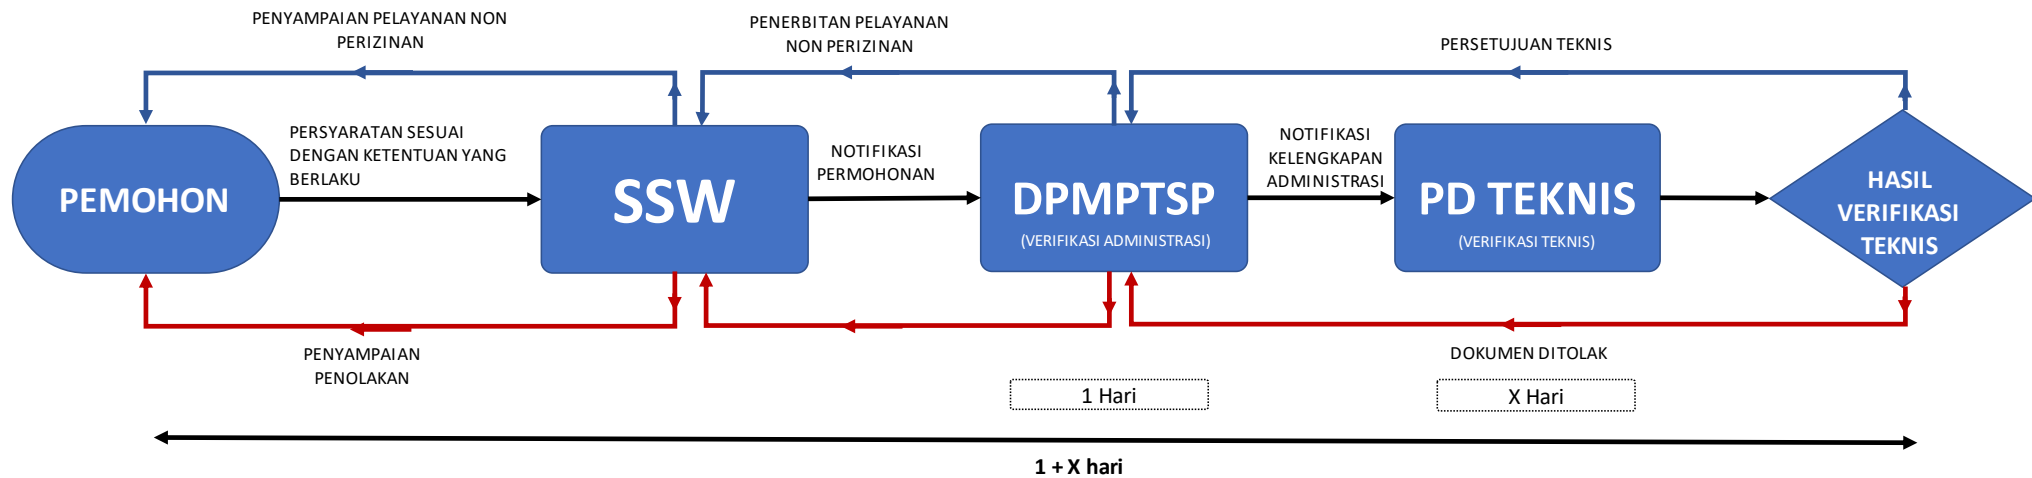 PENYAMPAIAN PELAYANAN NON
PERIZINAN
PENERBITAN PELAYANAN
NON PERIZINAN
PERSETUJUAN TEKNIS
PEMOHON
PERSYARATAN SESUAI
DENGAN KETENTUAN YANG
BERLAKU
SSW
NOTIFIKASI
PERMOHONAN
DPMPTSP
(VERIFIKASI ADMINISTRASI)
NOTIFIKASI
KELENGKAPAN
ADMINISTRASI
PD TEKNIS
(VERIFIKASI TEKNIS)
HASIL
VERIFIKASI
TEKNIS
PENYAMPAIAN
PENOLAKAN
DOKUMEN DITOLAK
1 Hari
X Hari
1 + X hari